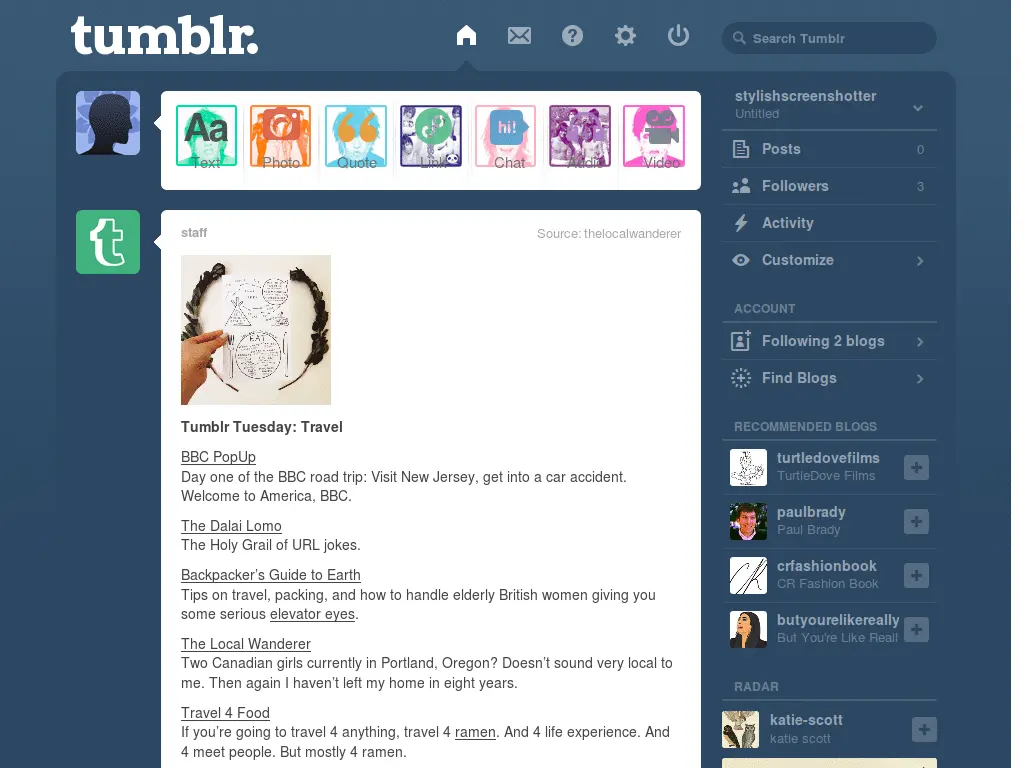 tumblr.
Search Tumblr
stylishscreenshotter
Untitled
Aa
hi!
Text
Photo
Quote
Link
Chat
Audio
Video
Posts 0
Followers 3
Activity
Customize
staff
Source: thelocalwanderer
EAT
ACCOUNT
Following 2 blogs
Find Blogs
Tumblr Tuesday: Travel
BBC PopUp
Day one of the BBC road trip: Visit New Jersey, get into a car accident.
Welcome to America, BBC.
The Dalai Lomo
The Holy Grail of URL jokes.
Backpacker’s Guide to Earth
Tips on travel, packing, and how to handle elderly British women giving you
some serious elevator eyes.
The Local Wanderer
Two Canadian girls currently in Portland, Oregon? Doesn’t sound very local to
me. Then again I haven’t left my home in eight years.
Travel 4 Food
If you’re going to travel 4 anything, travel 4 ramen. And 4 life experience. And
4 meet people. But mostly 4 ramen.
RECOMMENDED BLOGS
turtledovefilms
TurtleDove Films
paulbrady
Paul Brady
crfashionbook
CR Fashion Book
butyourelikereally
But You're Like Reall
RADAR
katie-scott
katie scott